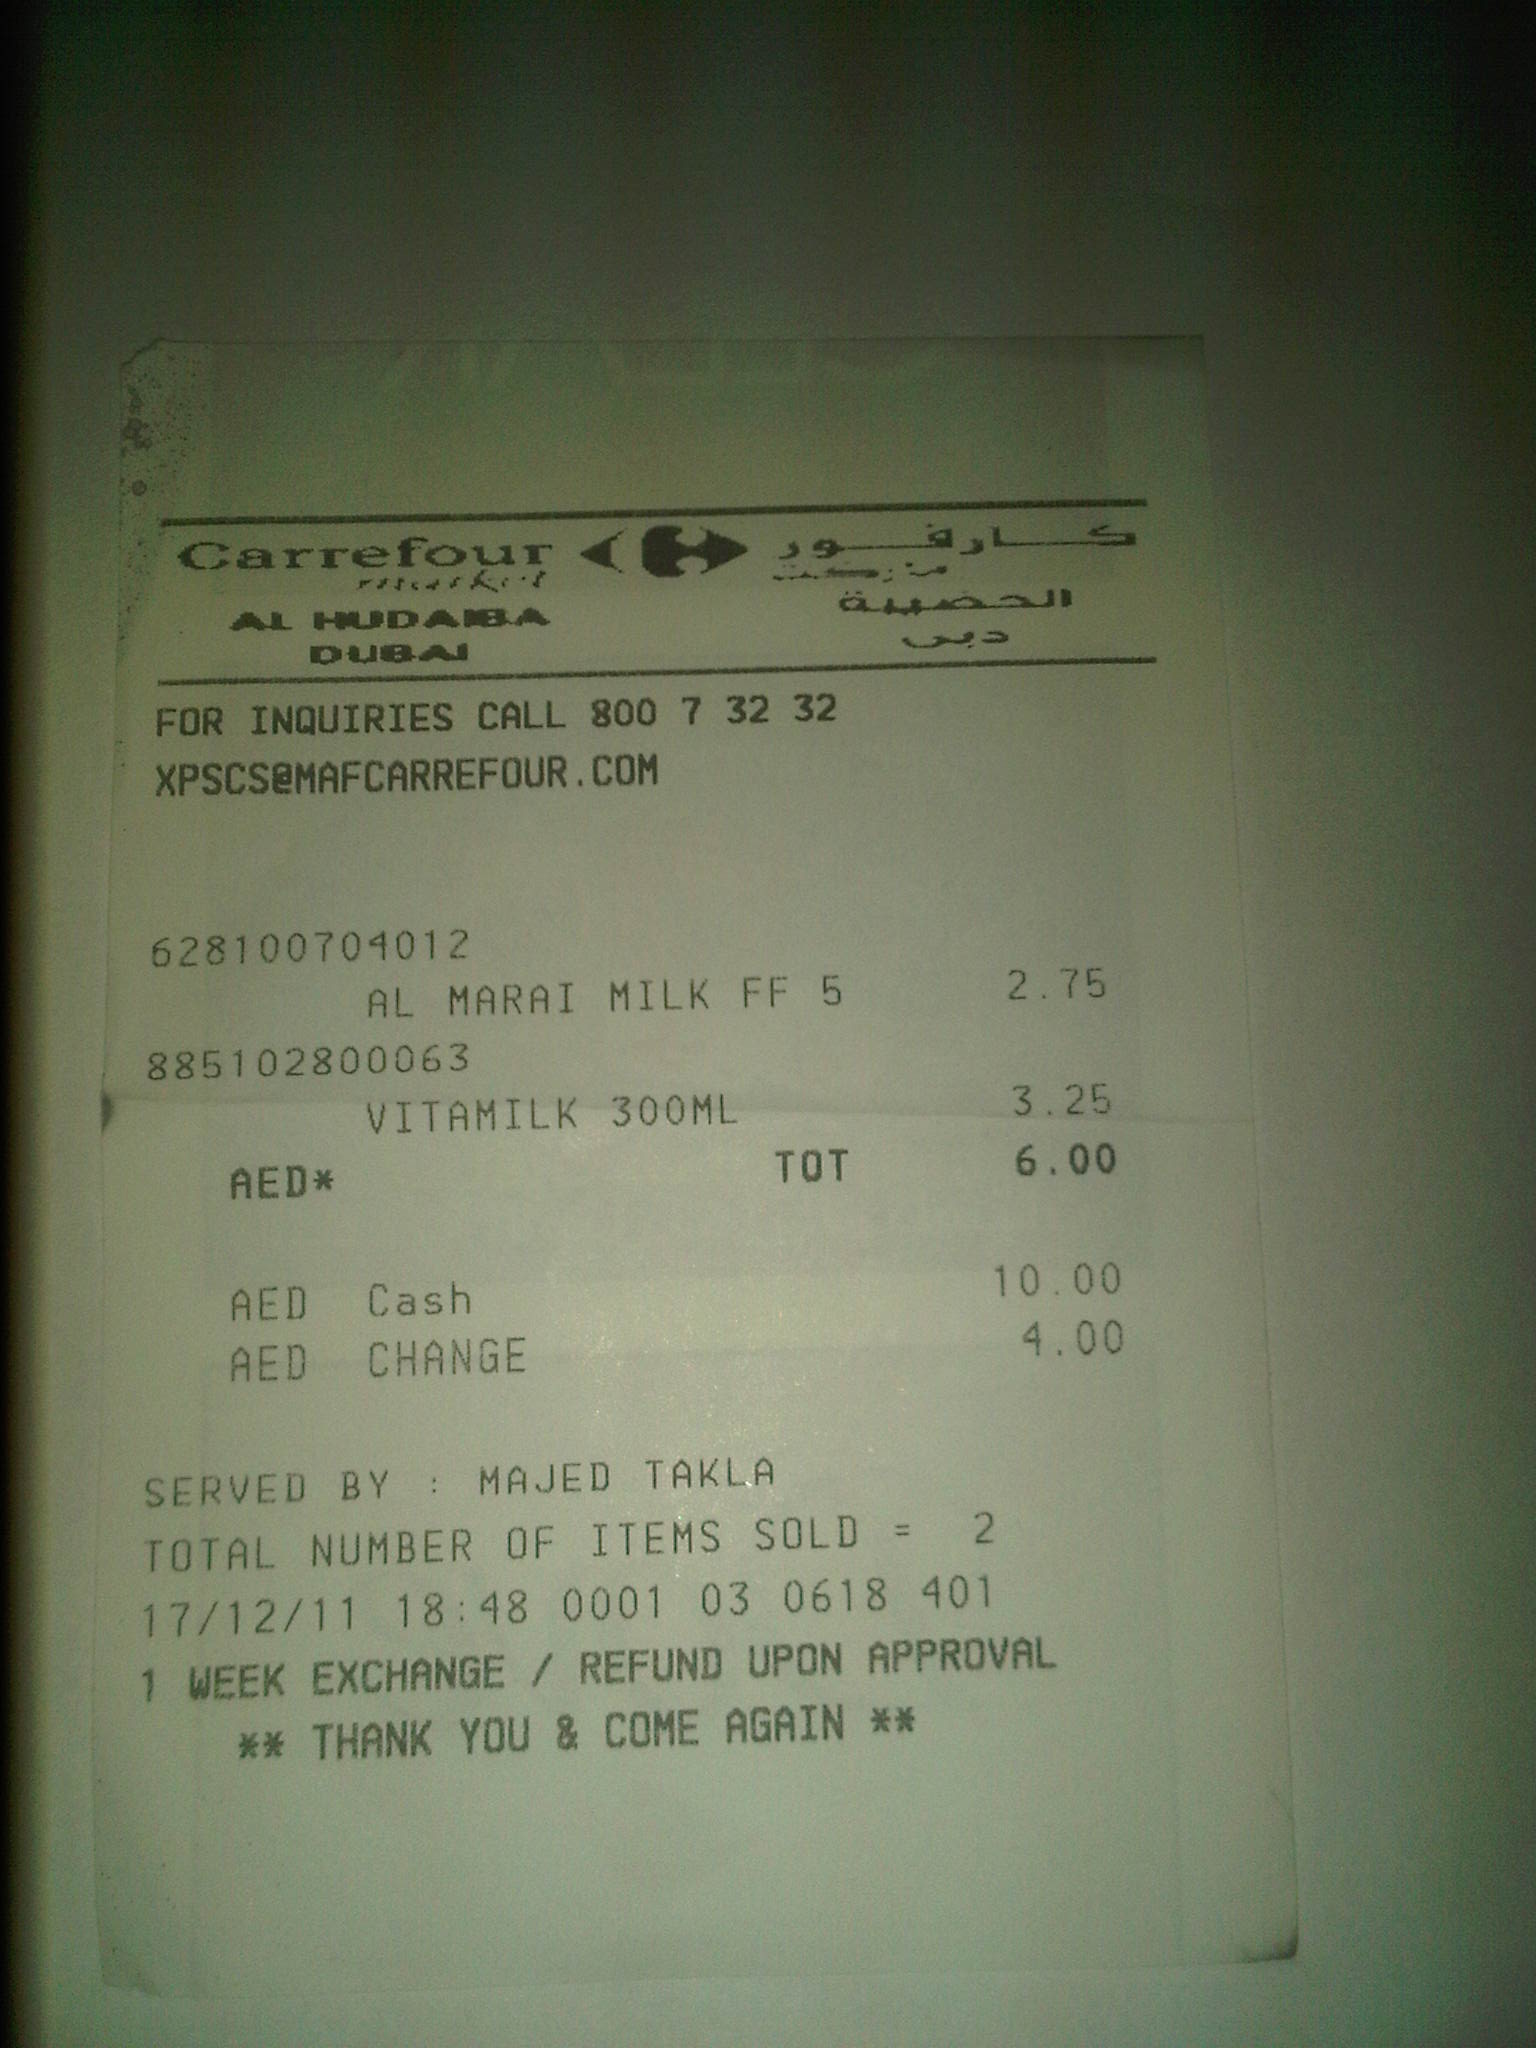 Carrefour كارفور
market ماركت
AL HUDAIBA الحضيبة
DUBAI دبي
FOR INQUIRIES CALL 800 7 32 32
XPSCS@MAFCARREFOUR.COM
628100704012
AL MARAI MILK FF 5 2.75
885102800063
VITAMILK 300ML 3.25
AED* TOT 6.00
AED Cash 10.00
AED CHANGE 4.00
SERVED BY : MAJED TAKLA
TOTAL NUMBER OF ITEMS SOLD = 2
17/12/11 18:48 0001 03 0618 401
1 WEEK EXCHANGE / REFUND UPON APPROVAL
** THANK YOU & COME AGAIN **